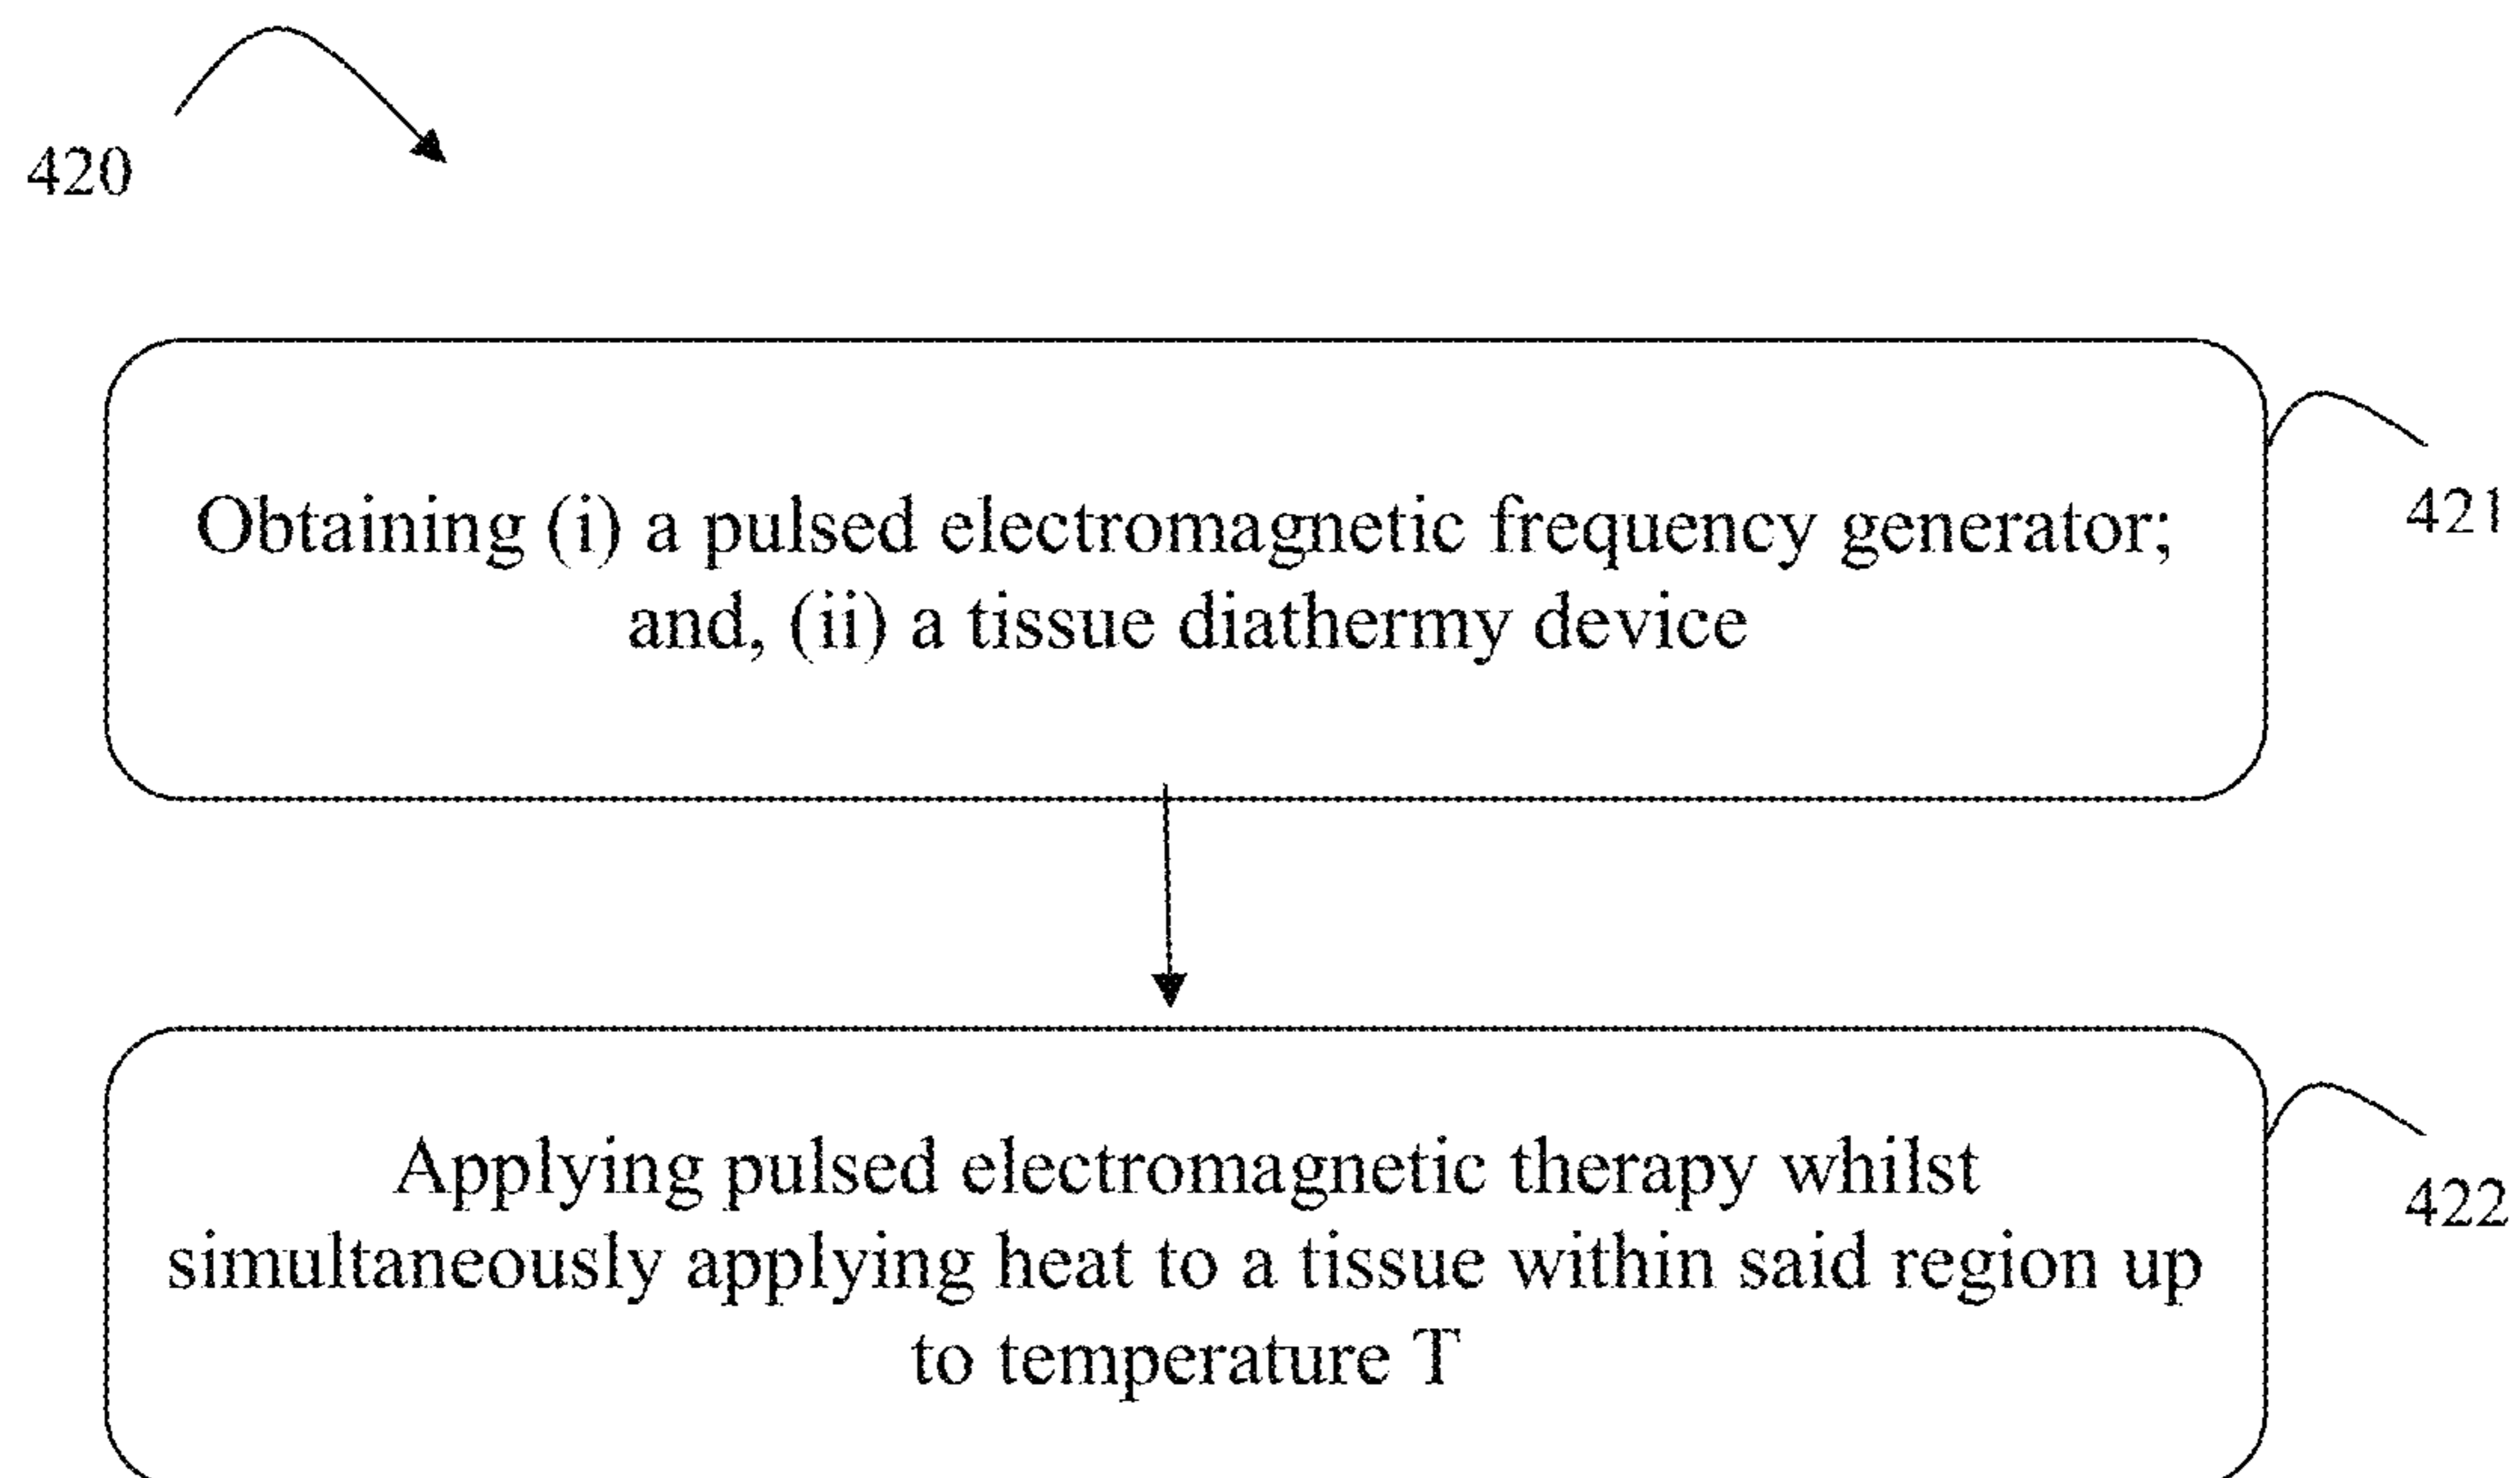 420
Obtaining (i) a pulsed electromagnetic frequency generator;
and, (ii) a tissue diathermy device
421
Applying pulsed electromagnetic therapy whilst
simultaneously applying heat to a tissue within said region up
to temperature T
422